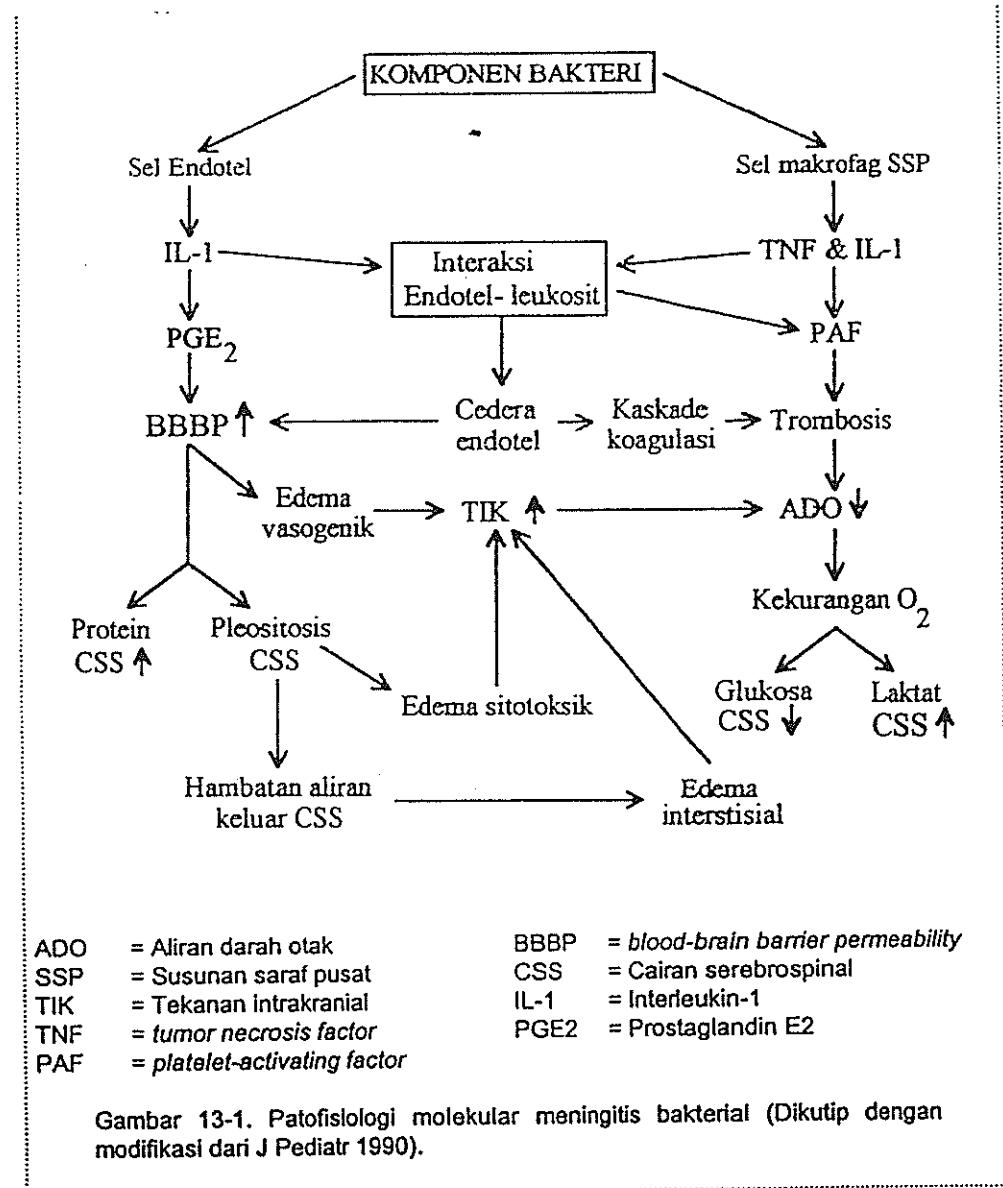 KOMPONEN BAKTERI
Sel Endotel
Sel makrofag SSP
IL-1
Interaksi
Endotel- leukosit
TNF & IL-1
PGE2
PAF
BBBP ↑
Cedera
endotel
Kaskade
koagulasi
Trombosis
Edema
vasogenik
TIK ↑
ADO ↓
Kekurangan O2
Protein
CSS ↑
Pleositosis
CSS
Edema sitotoksik
Glukosa
CSS ↓
Laktat
CSS ↑
Hambatan aliran
keluar CSS
Edema
interstisial
ADO = Aliran darah otak
SSP = Susunan saraf pusat
TIK = Tekanan intrakranial
TNF = tumor necrosis factor
PAF = platelet-activating factor
BBBP = blood-brain barrier permeability
CSS = Cairan serebrospinal
IL-1 = Interleukin-1
PGE2 = Prostaglandin E2
Gambar 13-1. Patofisiologi molekular meningitis bakterial (Dikutip dengan
modifikasi dari J Pediatr 1990).